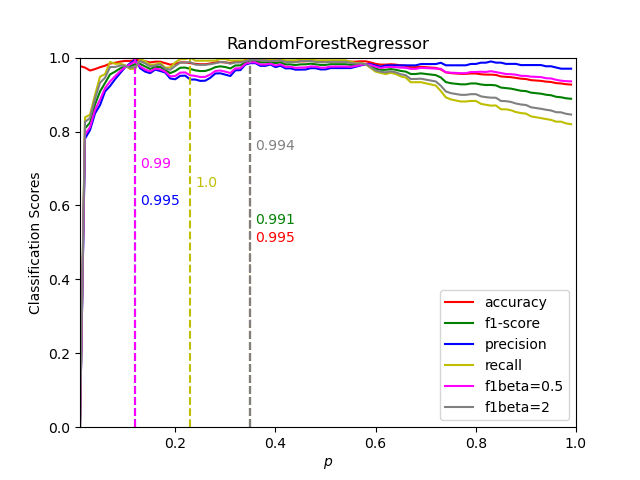 RandomForestRegressor
Classification Scores
1.0
0.8
0.6
0.4
0.2
0.0
0.99
0.995
1.0
0.994
0.991
0.995
accuracy
f1-score
precision
recall
f1beta=0.5
f1beta=2
0.2
0.4
0.6
0.8
1.0
p